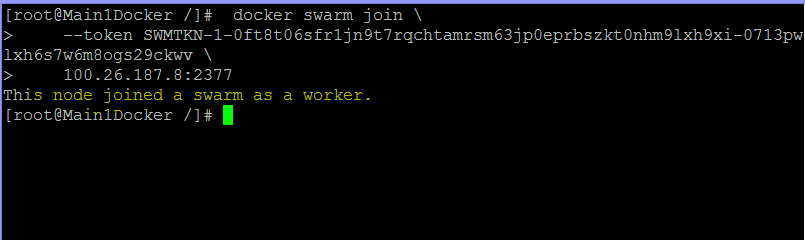 [root@Main1Docker /]#  docker swarm join \
>     --token SWMTKN-1-0ft8t06sfr1jn9t7rqchtamrsm63jp0eprbszkt0nhm9lxh9xi-0713pw
lxh6s7w6m8ogs29ckwv \
>     100.26.187.8:2377
This node joined a swarm as a worker.
[root@Main1Docker /]#